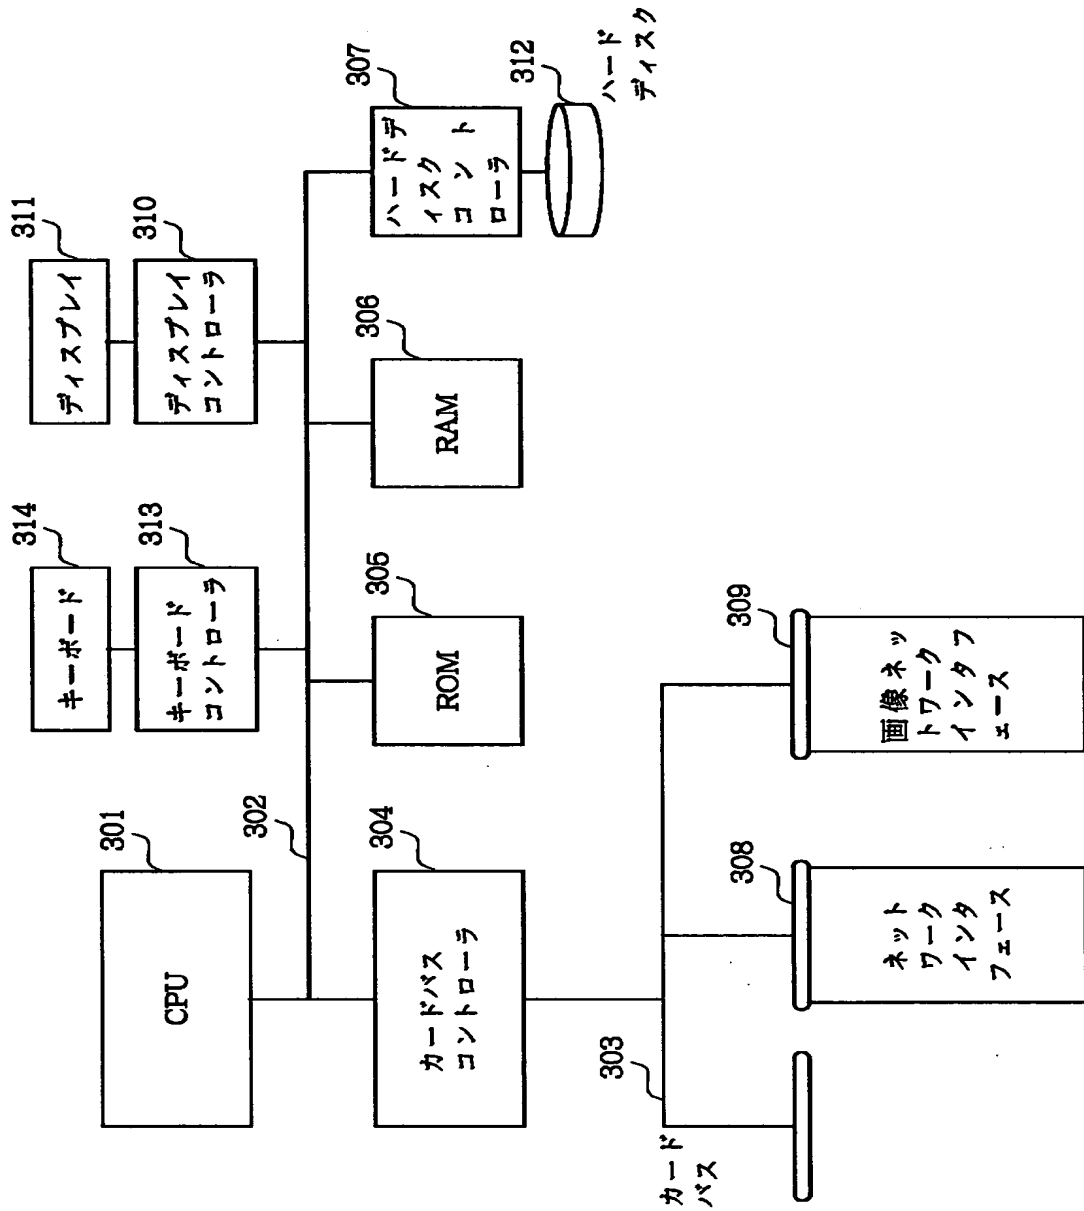 314
キーボード
311
ディスプレイ
301
CPU
313
キーボード
コントローラ
310
ディスプレイ
コントローラ
302
304
カードバス
コントローラ
305
ROM
306
RAM
307
ハードデ
ィスク
コント
ローラ
312
ハード
ディスク
303
カード
バス
308
ネット
ワーク
インタ
フェース
309
画像ネッ
トワーク
インタフ
ェース